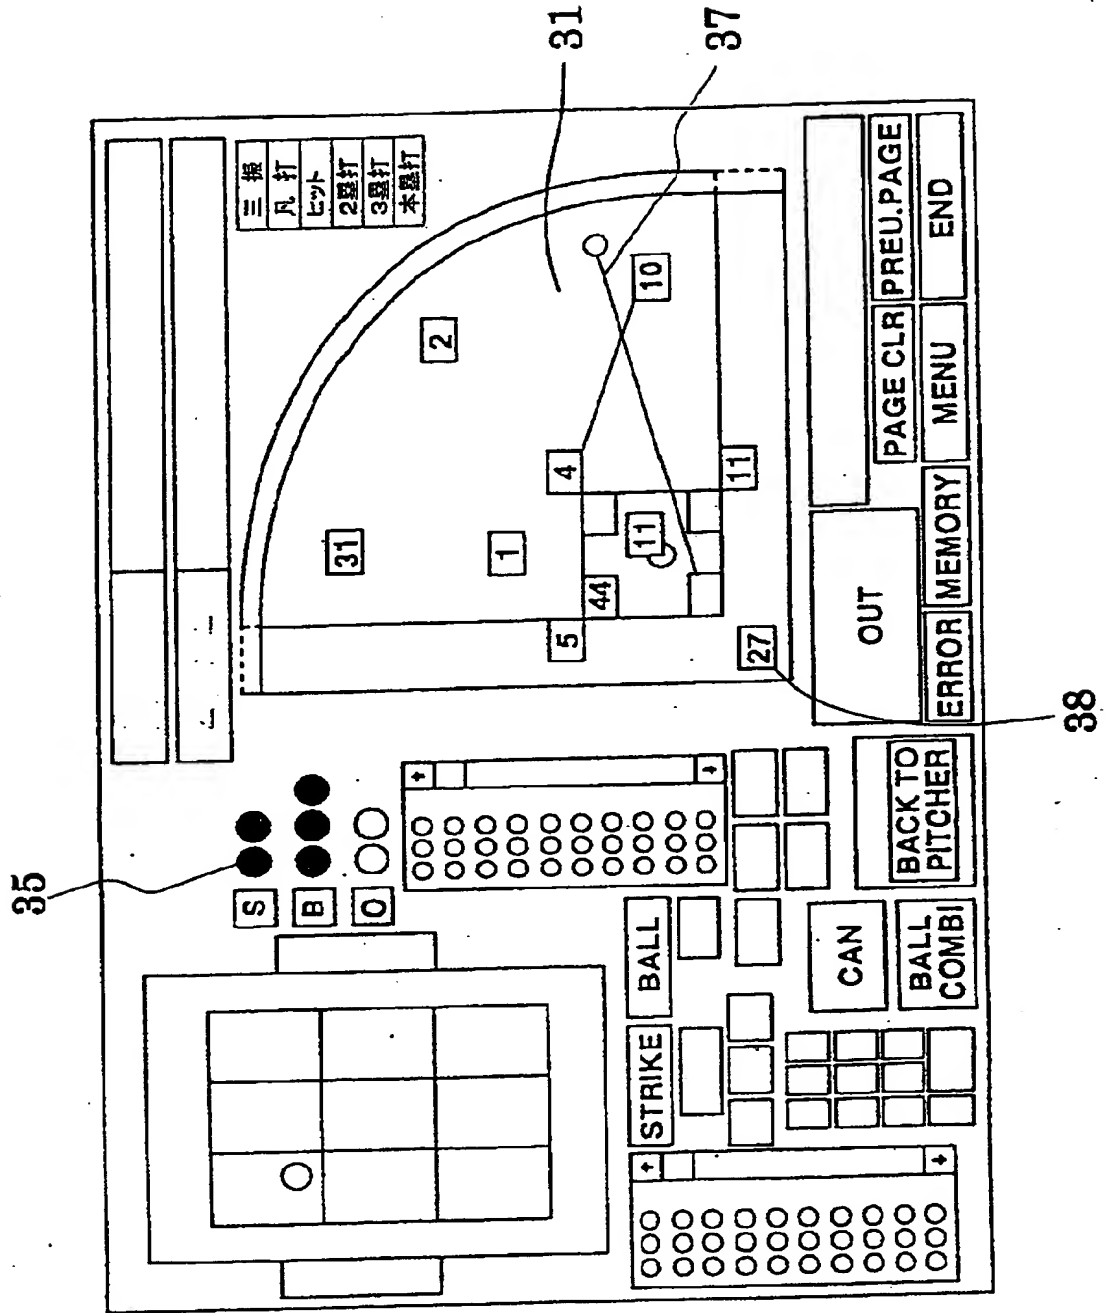 35
S
B
O
三振
凡打
ヒット
2塁打
3塁打
本塁打
31
2
1
4
5
44
11
10
11
27
31
37
38
STRIKE
BALL
CAN
BALL COMBI
BACK TO PITCHER
OUT
ERROR
MEMORY
PAGE CLR
PREU.PAGE
MENU
END